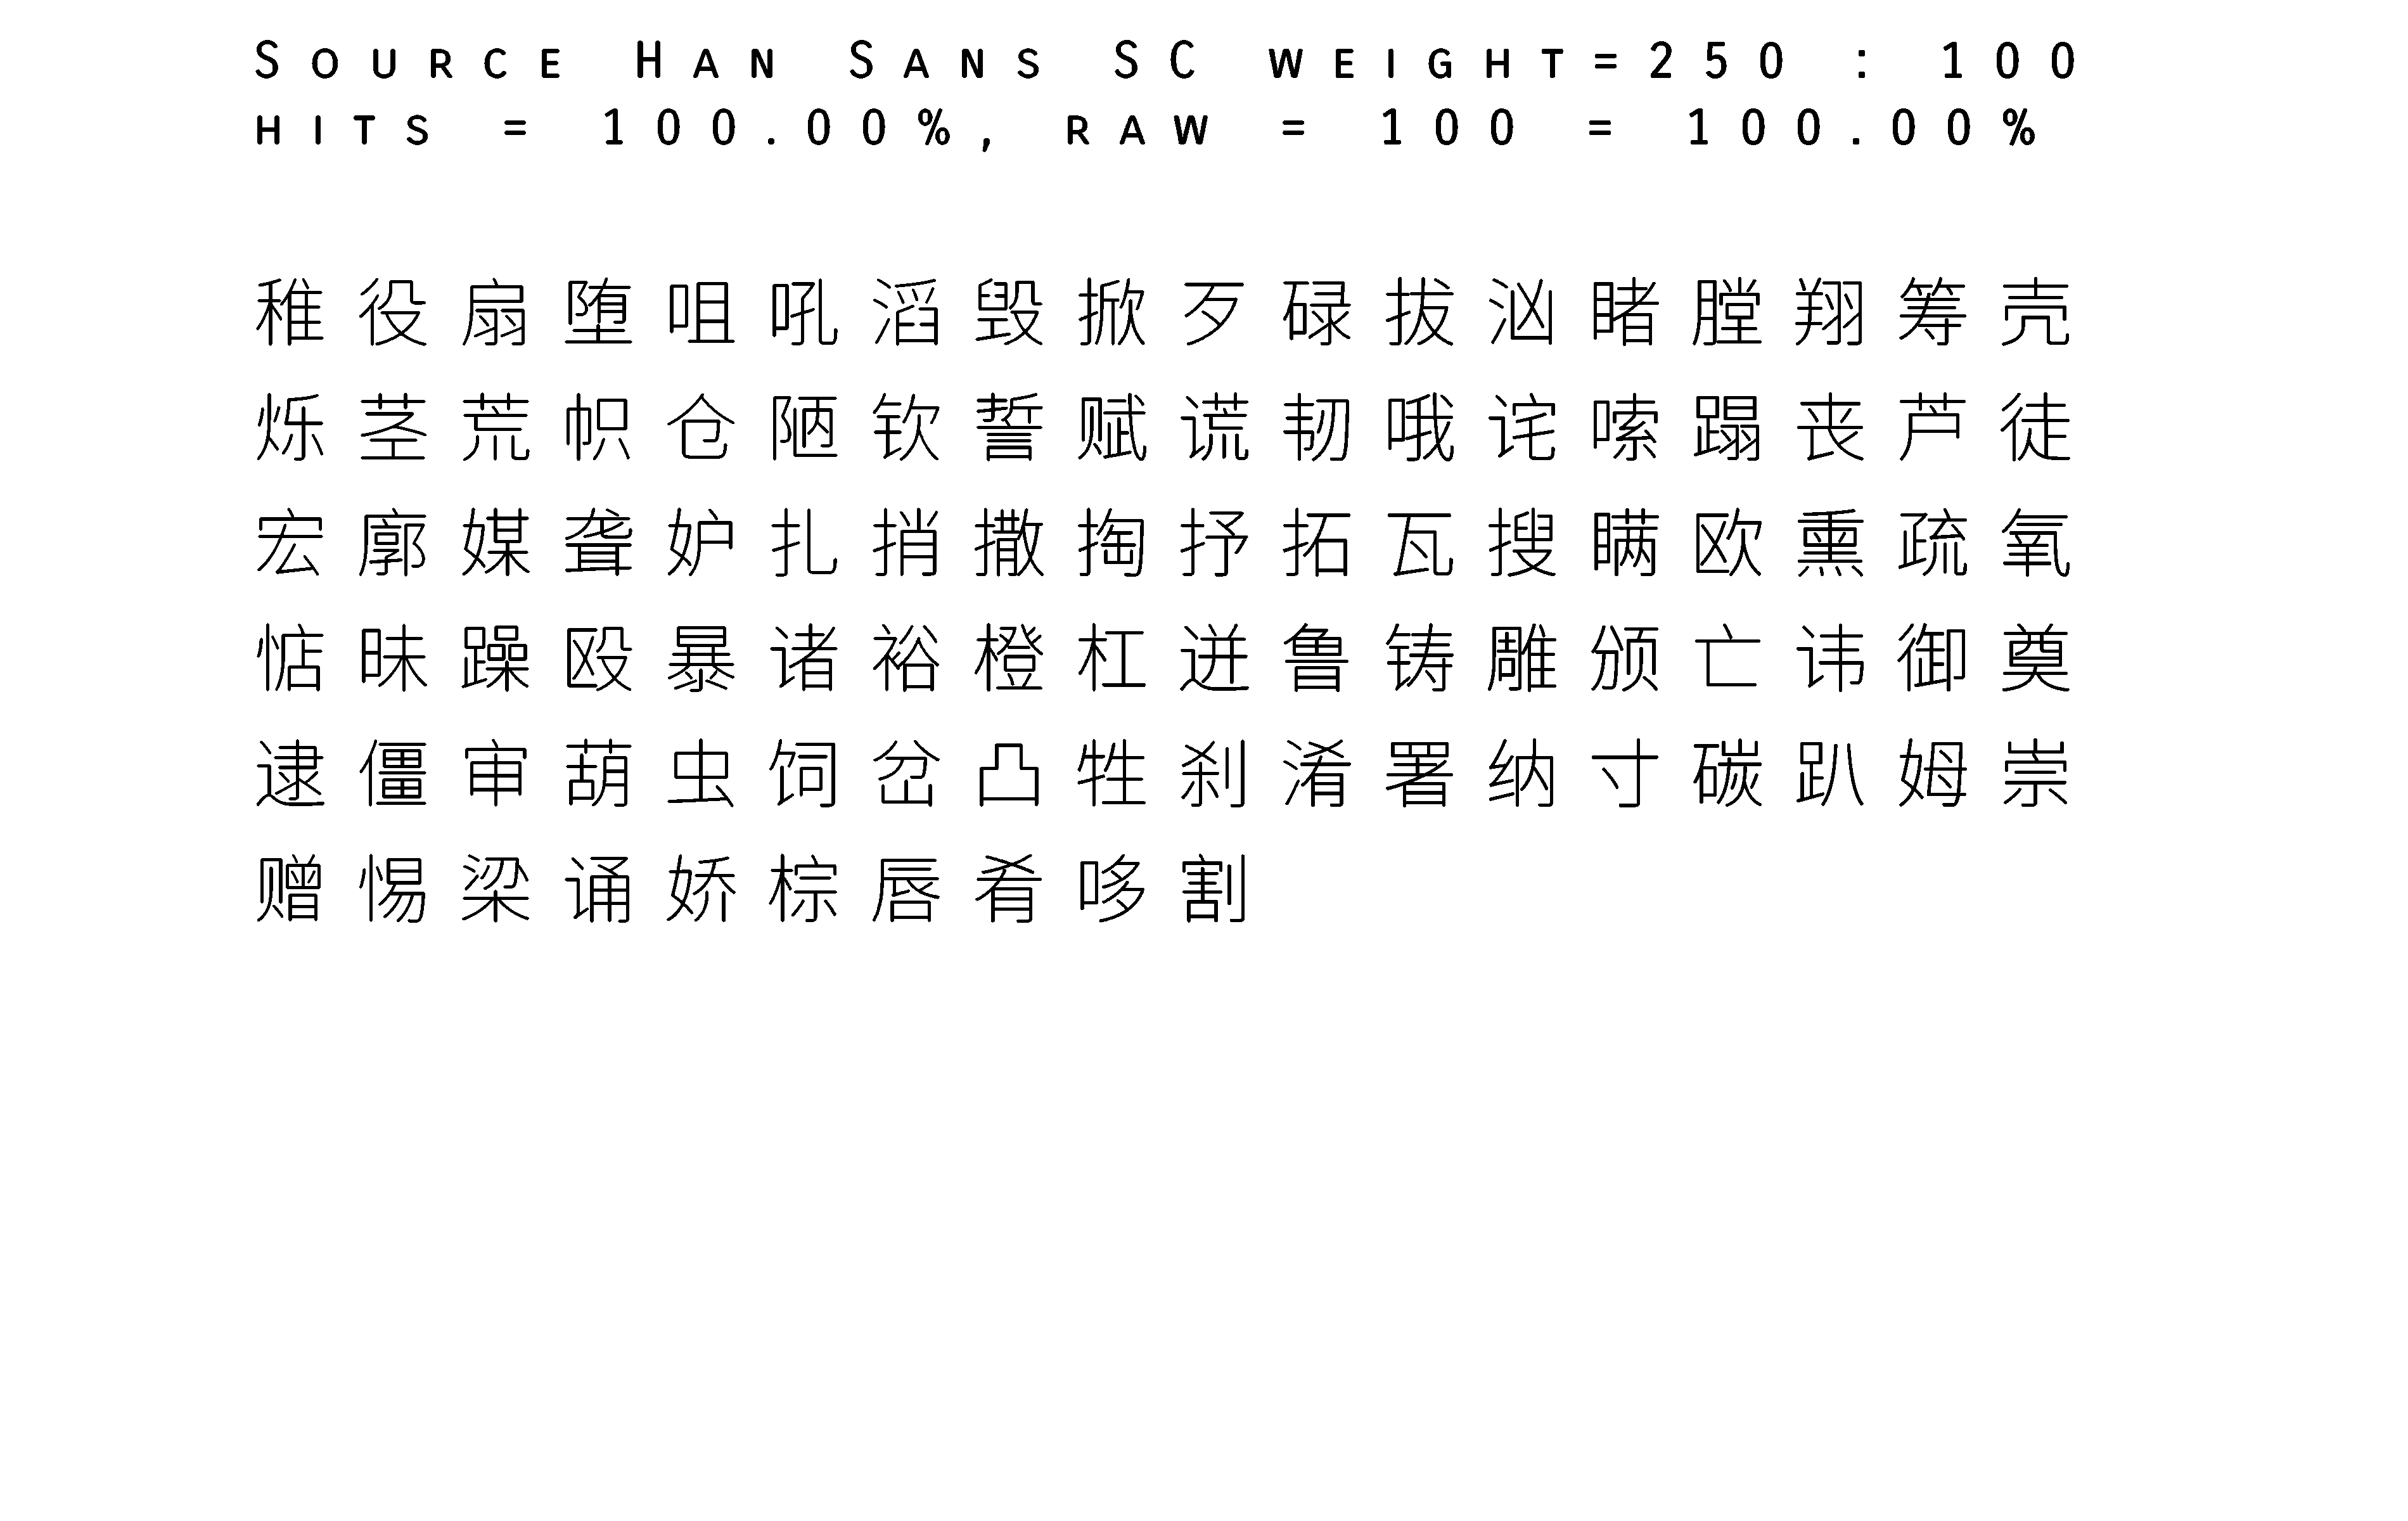 Source Han Sans SC weight=250 : 100
hits = 100.00%, raw = 100 = 100.00%
稚役扇堕咀吼滔毁掀歹碌拔汹睹膛翔筹壳
烁茎荒帜仓陋钦誓赋谎韧哦诧嗦蹋丧芦徒
宏廓媒聋妒扎捎撒掏抒拓瓦搜瞒欧熏疏氧
惦昧躁殴暴诸裕橙杠迸鲁铸雕颁亡讳御奠
逮僵审葫虫饲岔凸牲刹淆署纳寸碳趴姆崇
赠惕梁诵娇棕唇肴哆割